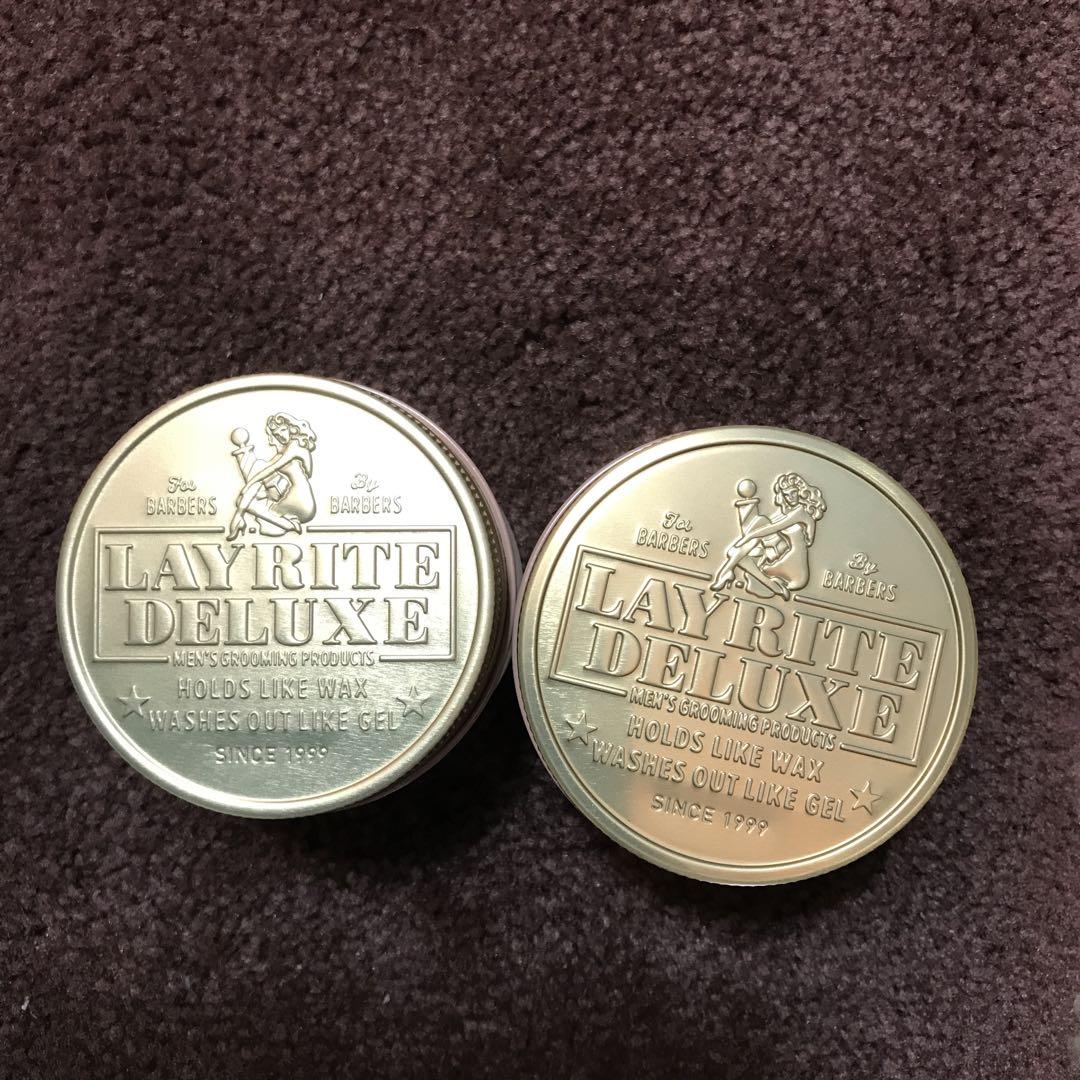 For BARBERS
By BARBERS
LAYRITE
DELUXE
MEN'S GROOMING PRODUCTS
HOLDS LIKE WAX
WASHES OUT LIKE GEL
SINCE 1999
For BARBERS
By BARBERS
LAYRITE
DELUXE
MEN'S GROOMING PRODUCTS
HOLDS LIKE WAX
WASHES OUT LIKE GEL
SINCE 1999